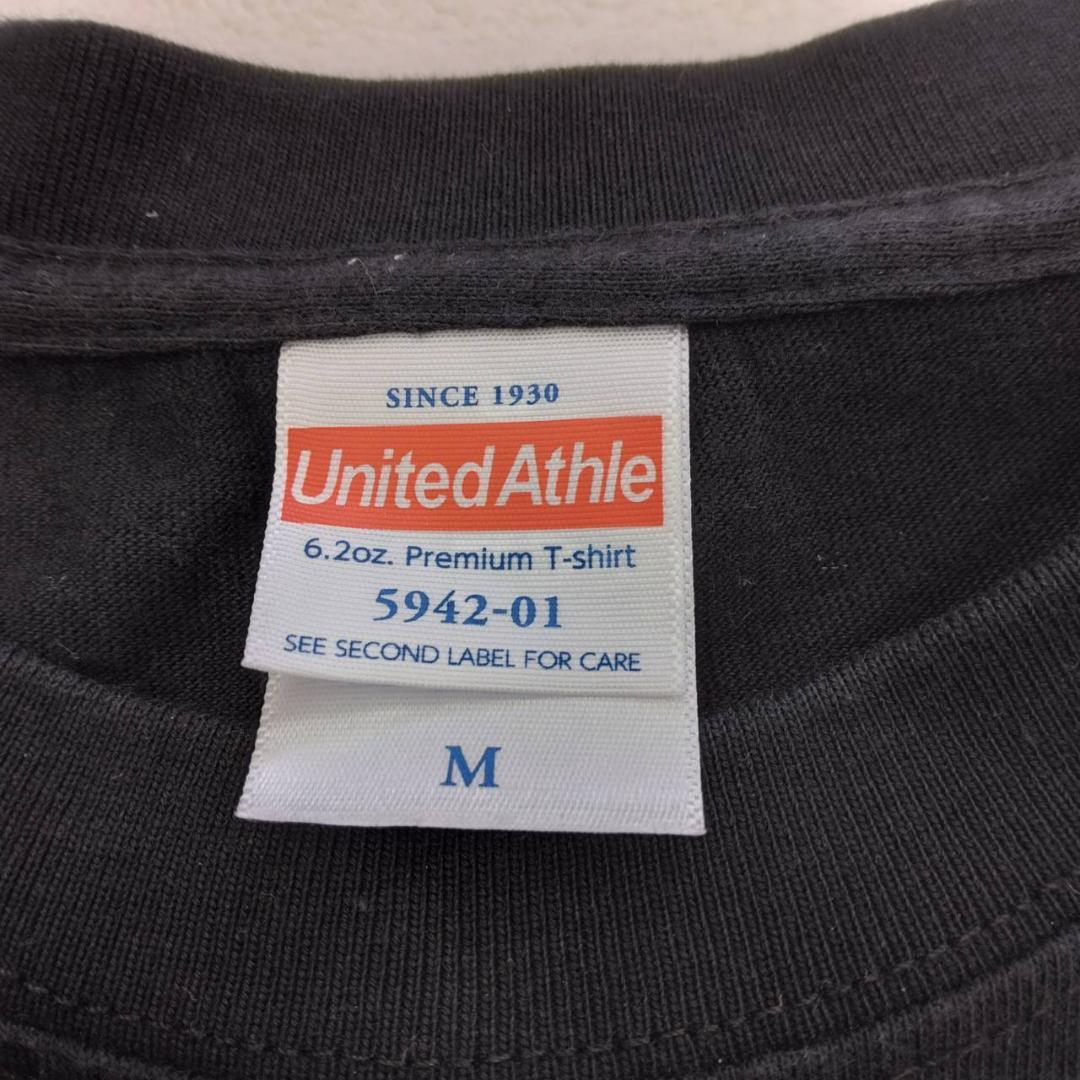 SINCE 1930
United Athle
6.2oz. Premium T-shirt
5942-01
SEE SECOND LABEL FOR CARE
M